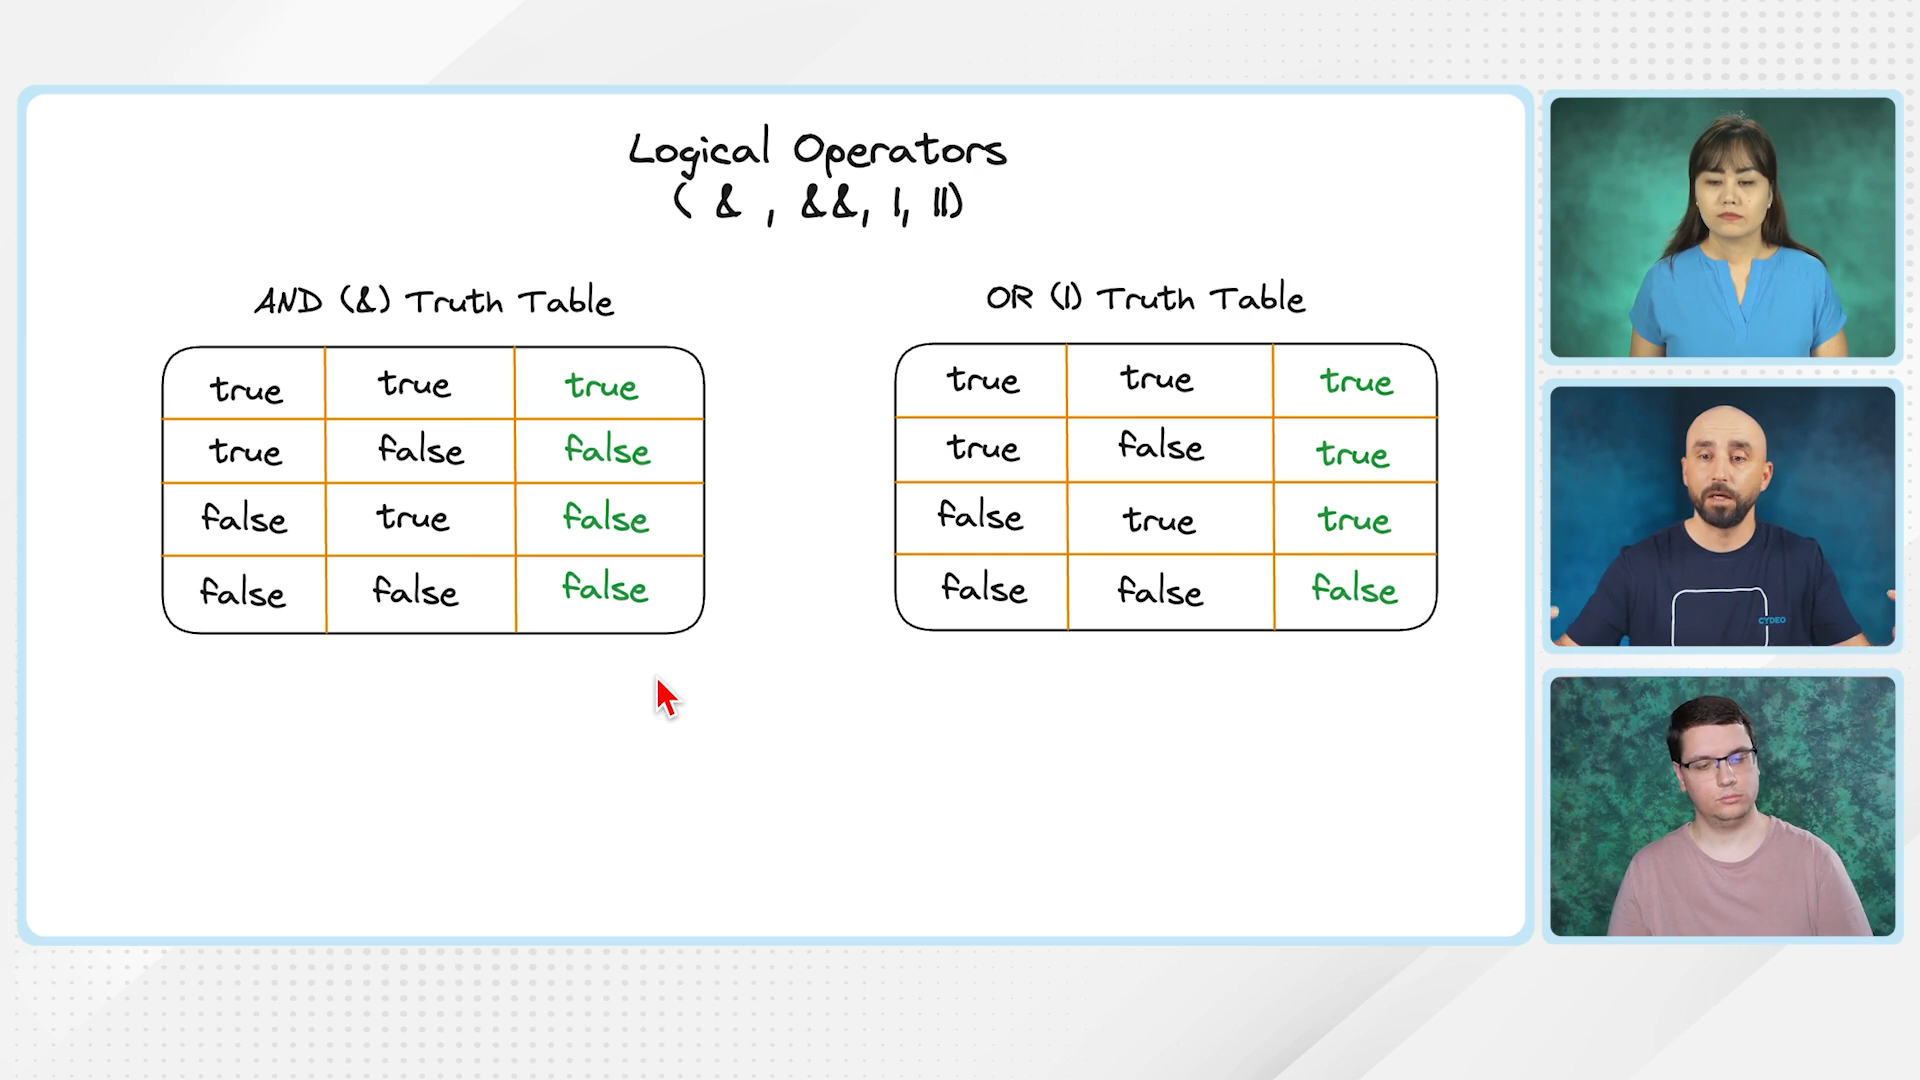 Logical Operators
( & , &&, |, ||)
AND (&) Truth Table
true true true
true false false
false true false
false false false
OR (|) Truth Table
true true true
true false true
false true true
false false false
CYDEO